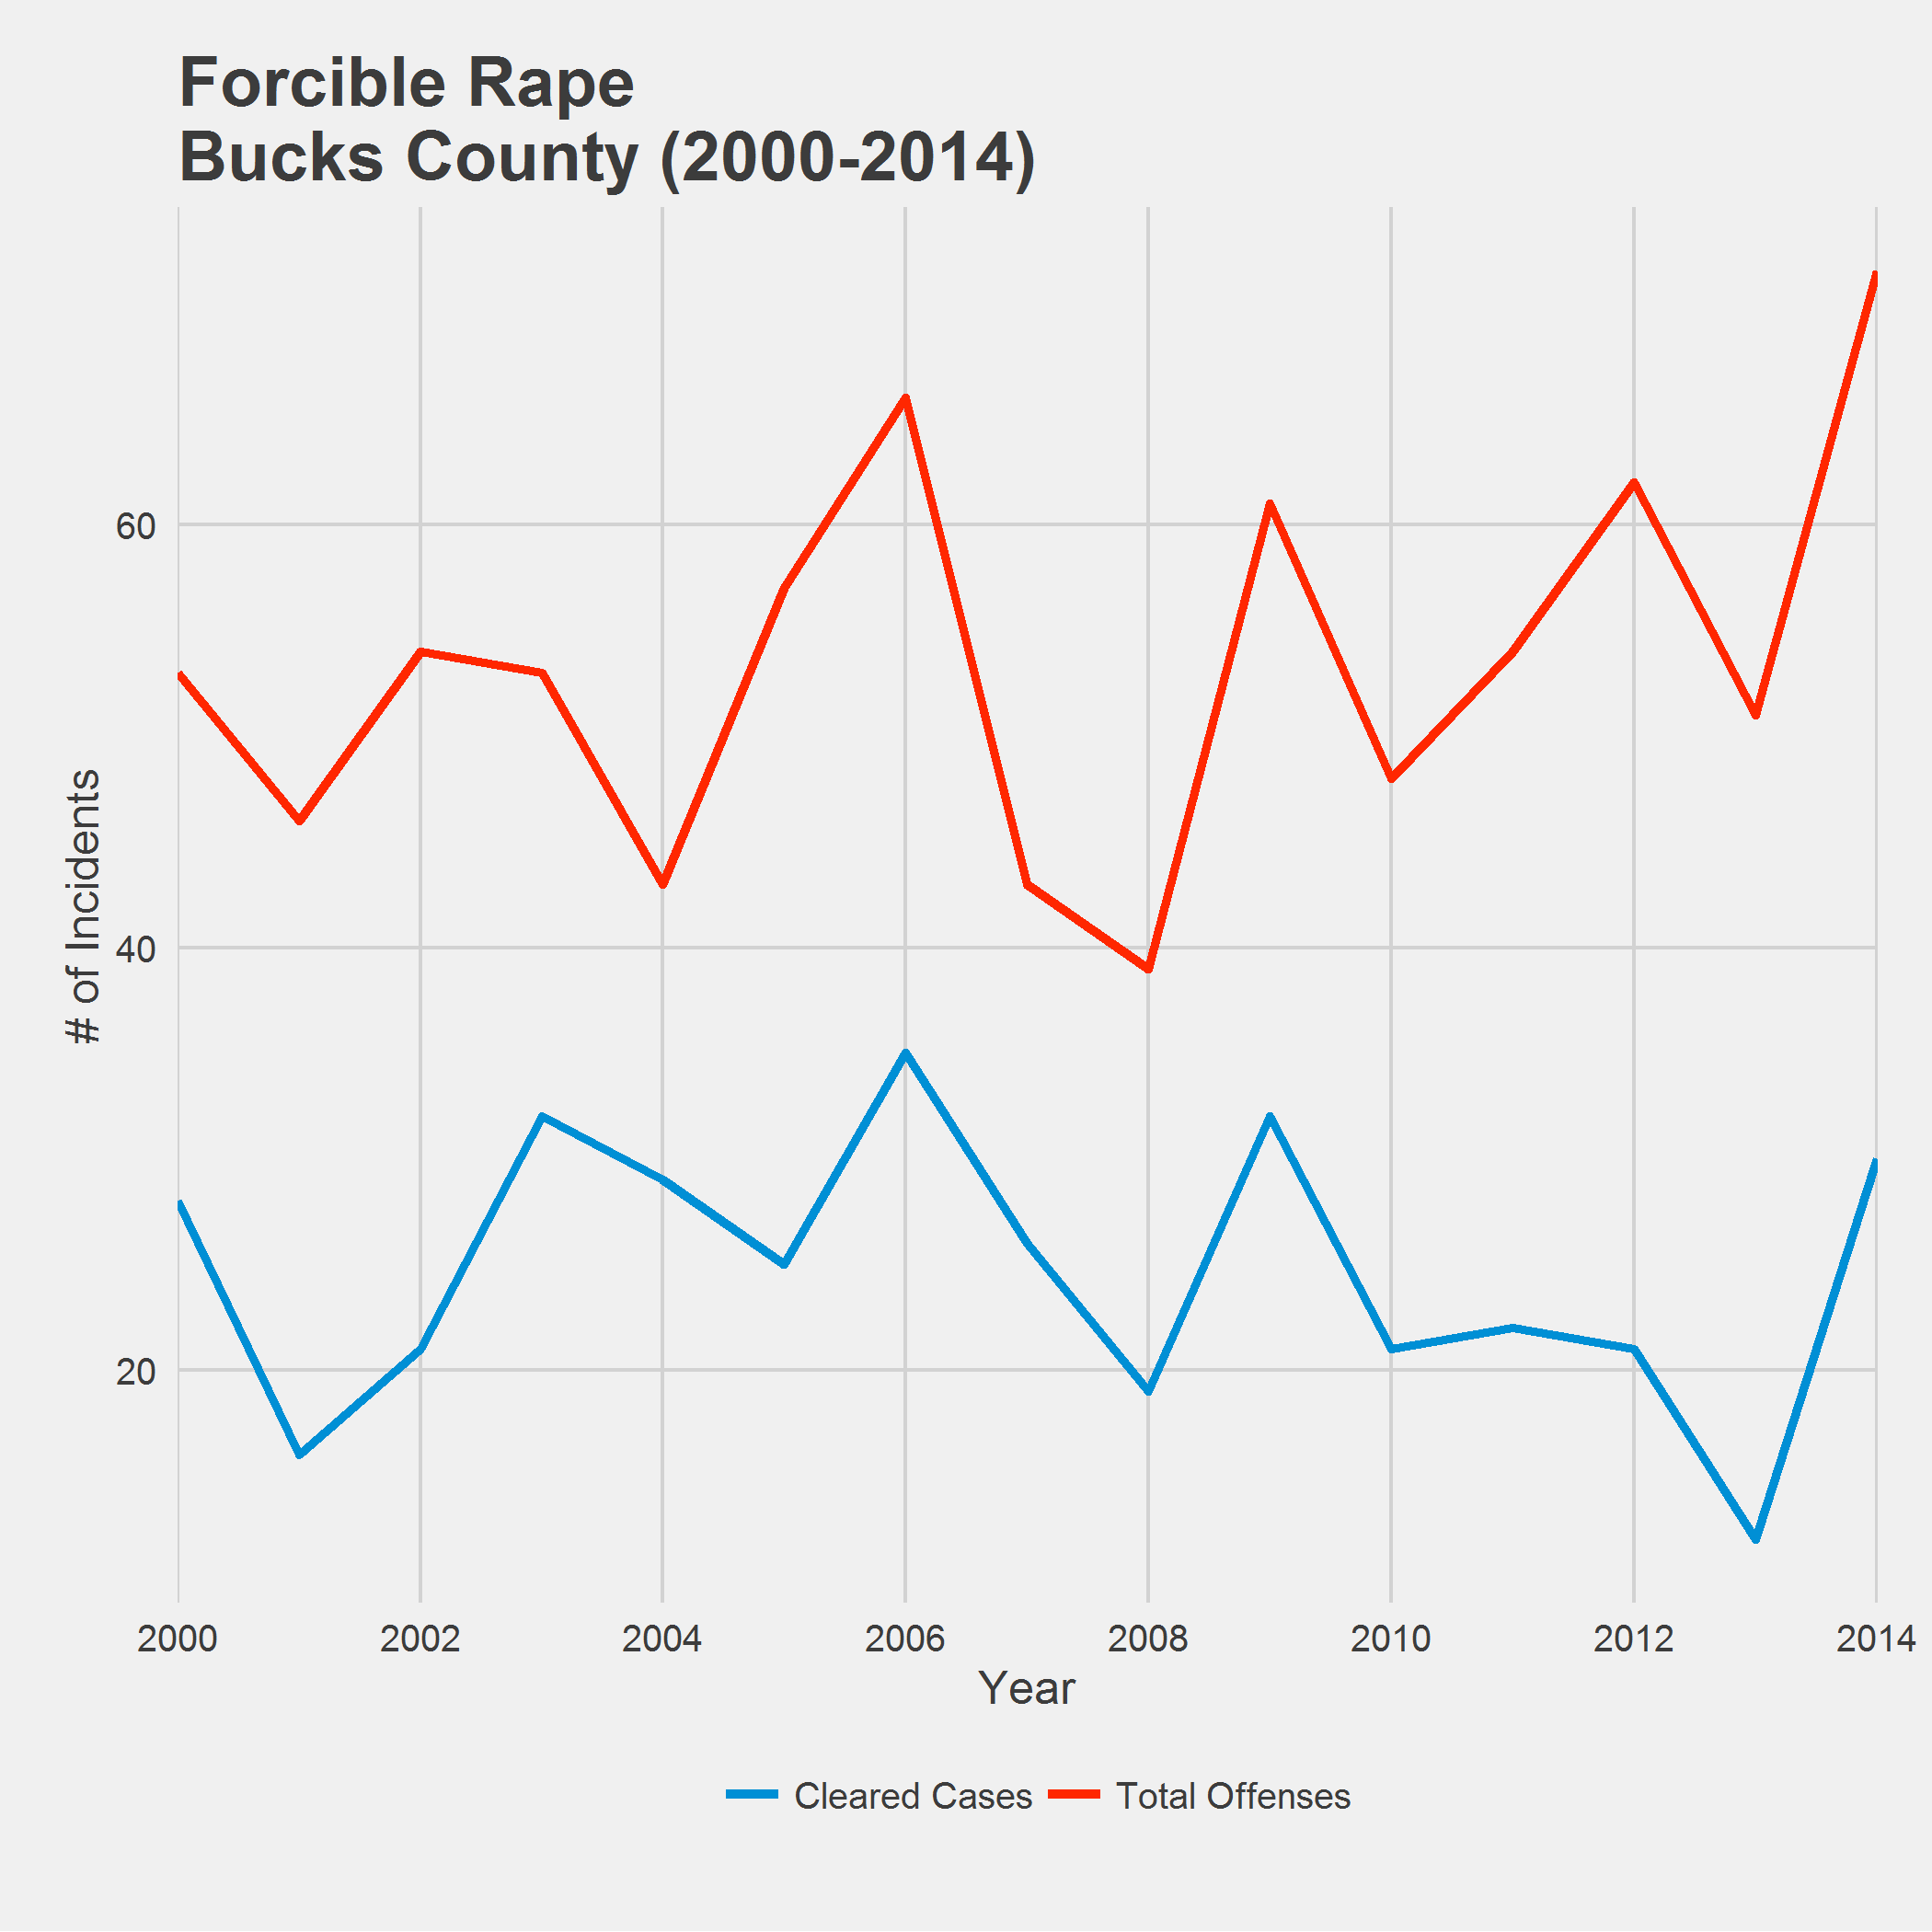 Forcible Rape
Bucks County (2000-2014)
# of Incidents
60
40
20
2000 2002 2004 2006 2008 2010 2012 2014
Year
Cleared Cases Total Offenses